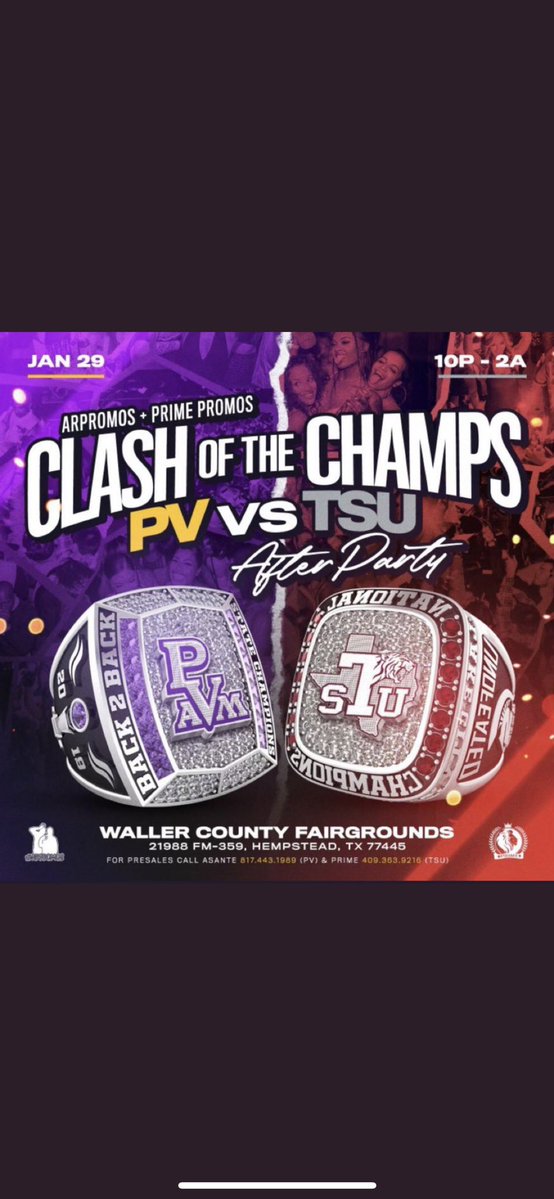 JAN 29
10P - 2A
ARPROMOS + PRIME PROMOS
CLASH OF THE CHAMPS
PV VS TSU
After Party
BACK 2 BACK
20
19
PVAM
CHAMPIONS
NATIONAL
TSU
CHAMPIONS
UNDEFEATED
WALLER COUNTY FAIRGROUNDS
21988 FM-359, HEMPSTEAD, TX 77445
FOR PRESALES CALL ASANTE 817.443.1989 (PV) & PRIME 409.363.9216 (TSU)